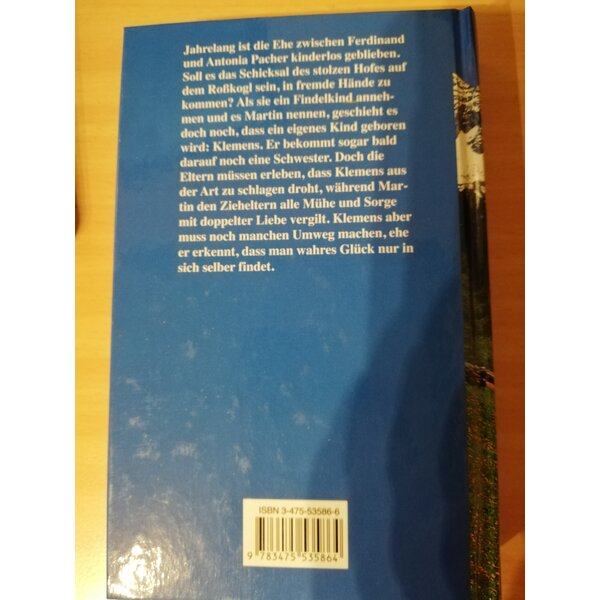 Jahrelang ist die Ehe zwischen Ferdinand
und Antonia Pacher kinderlos geblieben.
Soll es das Schicksal des stolzen Hofes auf
dem Roßkogl sein, in fremde Hände zu
kommen? Als sie ein Findelkind anneh-
men und es Martin nennen, geschieht es
doch noch, dass ein eigenes Kind geboren
wird: Klemens. Er bekommt sogar bald
darauf noch eine Schwester. Doch die
Eltern müssen erleben, dass Klemens aus
der Art zu schlagen droht, während Mar-
tin den Zieheltern alle Mühe und Sorge
mit doppelter Liebe vergilt. Klemens aber
muss noch manchen Umweg machen, ehe
er erkennt, dass man wahres Glück nur in
sich selber findet.
ISBN 3-475-53586-6
9 783475 535864